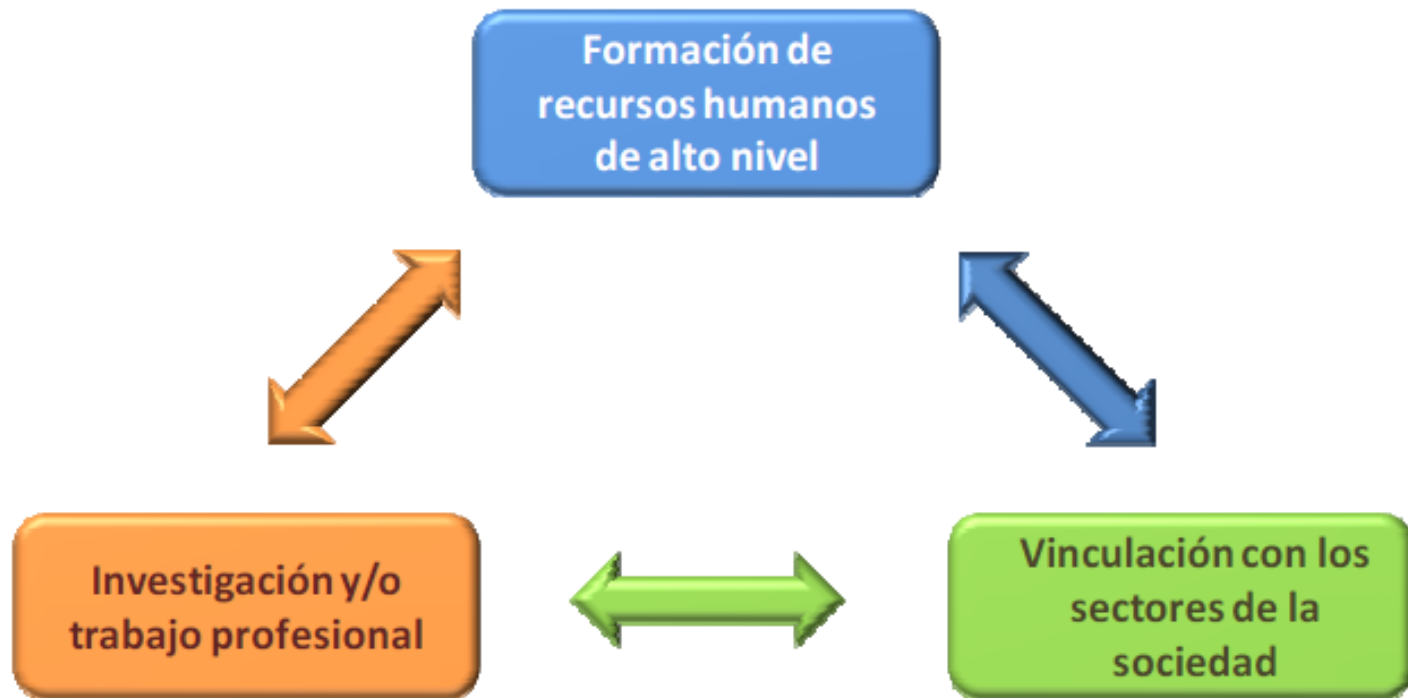 Formación de
recursos humanos
de alto nivel
Investigación y/o
trabajo profesional
Vinculación con los
sectores de la
sociedad